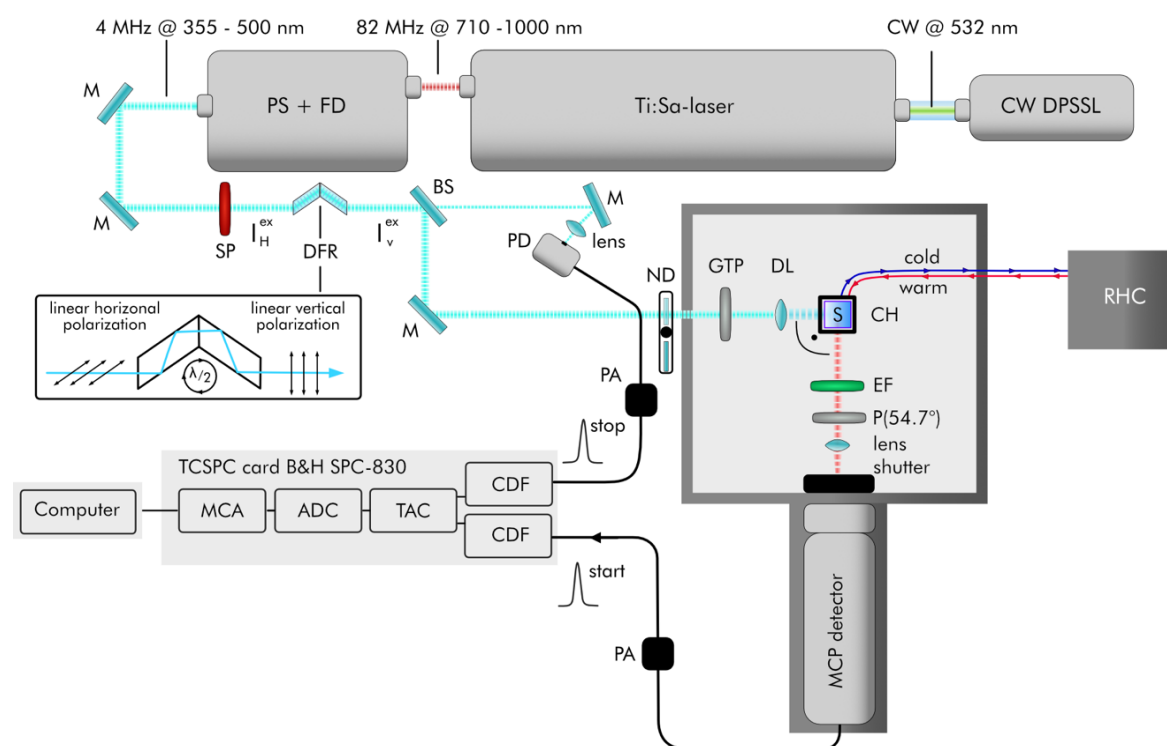 4 MHz @ 355 - 500 nm
82 MHz @ 710 -1000 nm
CW @ 532 nm
M
PS + FD
Ti:Sa-laser
CW DPSSL
M
SP
I_H^ex
DFR
I_v^ex
BS
M
lens
PD
linear horizonal
polarization
linear vertical
polarization
λ/2
M
ND
GTP
DL
cold
warm
S
CH
RHC
EF
P(54.7°)
lens
shutter
PA
stop
TCSPC card B&H SPC-830
Computer
MCA
ADC
TAC
CDF
CDF
start
PA
MCP detector